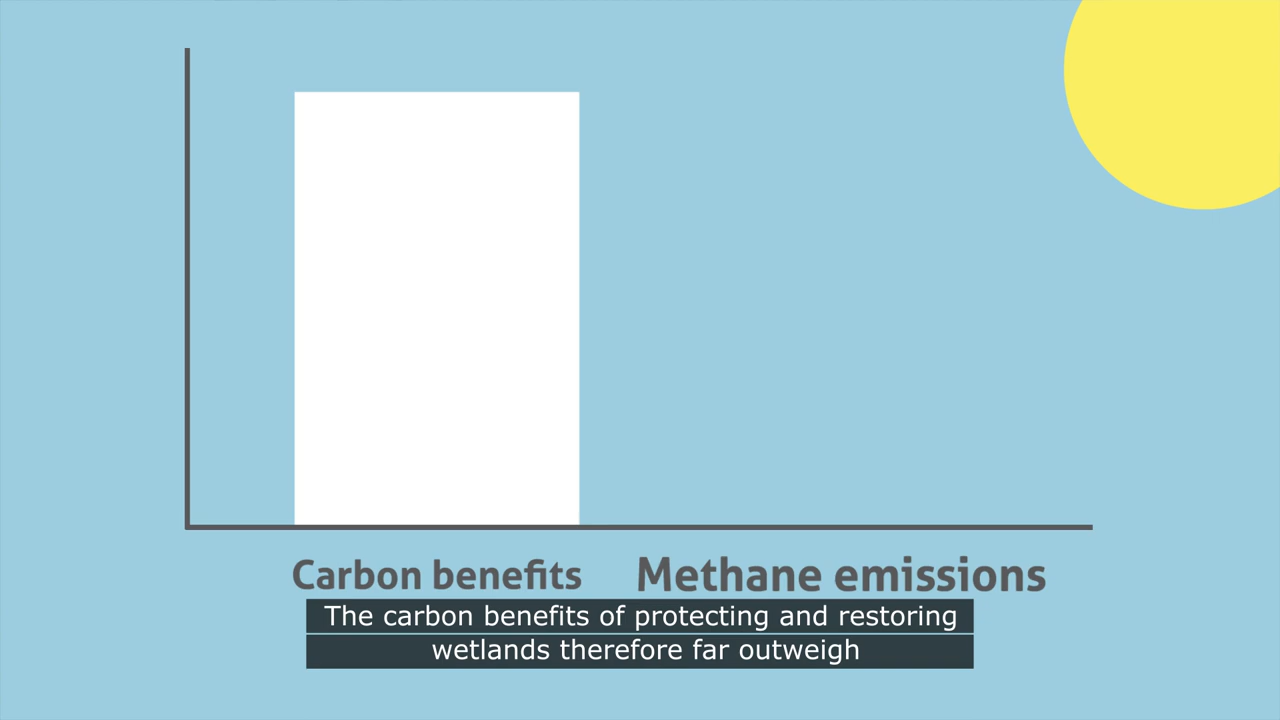 Carbon benefits Methane emissions
The carbon benefits of protecting and restoring
wetlands therefore far outweigh